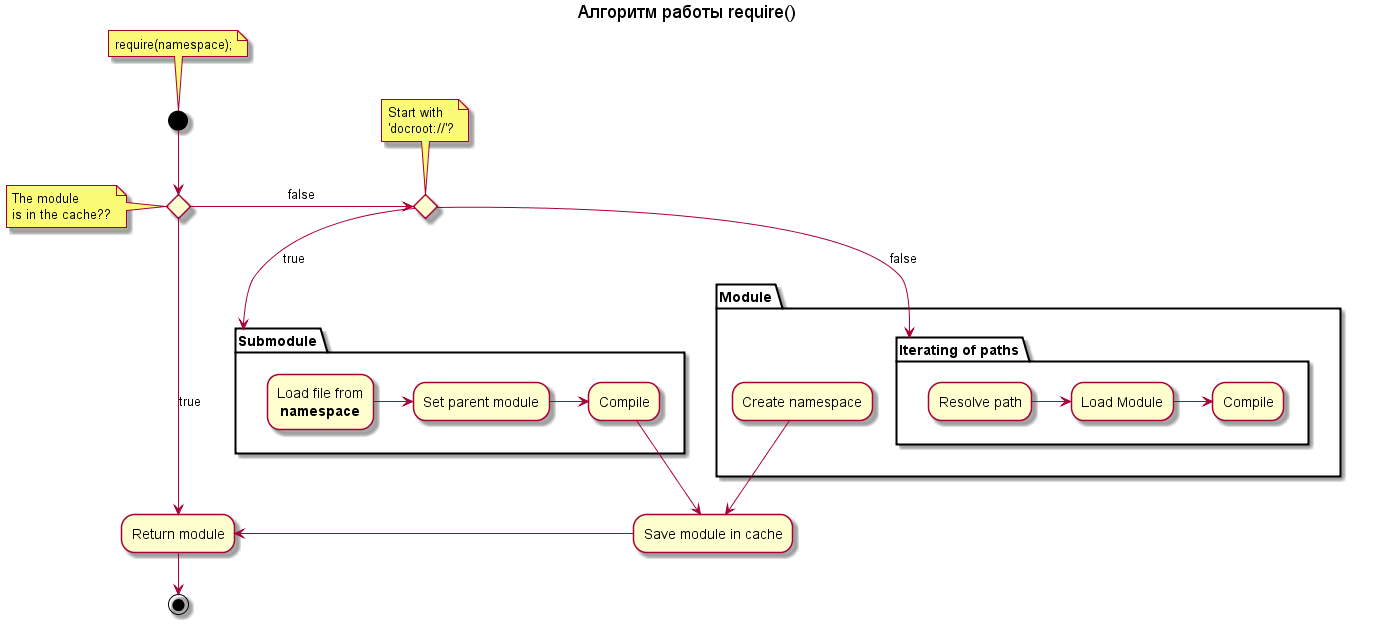 Алгоритм работы require()
require(namespace);
Start with
'docroot://'?
The module
is in the cache??
false
true
false
true
Module
Submodule
Iterating of paths
Load file from
namespace
Set parent module
Compile
Create namespace
Resolve path
Load Module
Compile
Return module
Save module in cache